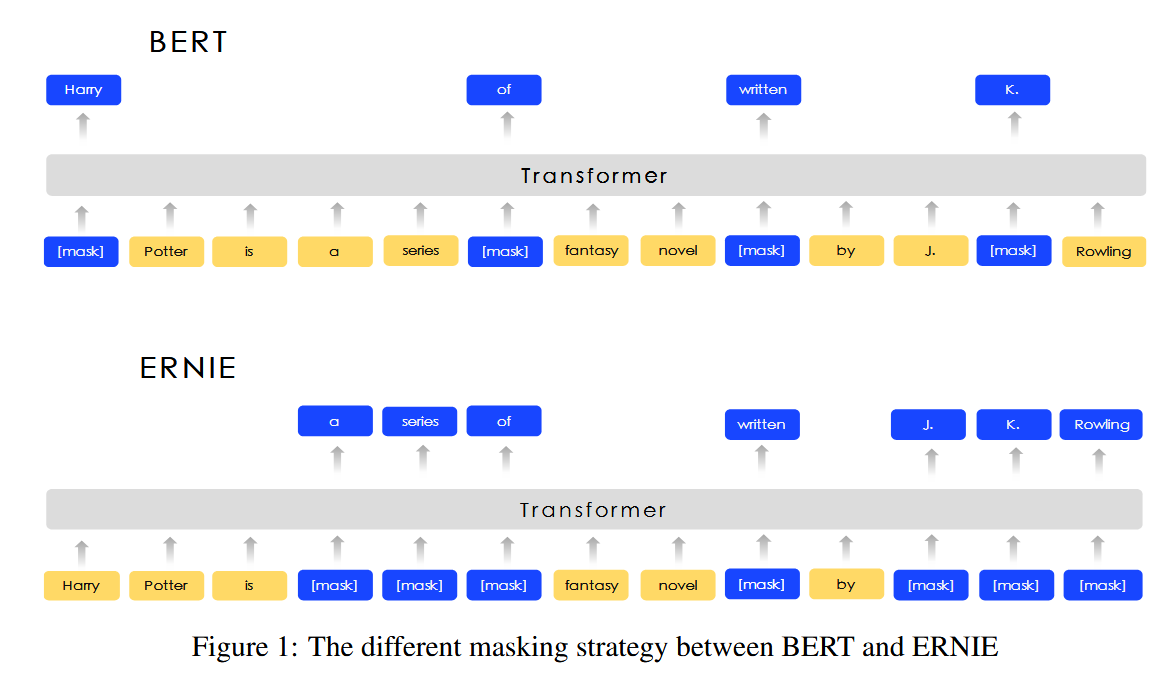 BERT
Harry of written K.
Transformer
[mask] Potter is a series [mask] fantasy novel [mask] by J. [mask] Rowling
ERNIE
a series of written J. K. Rowling
Transformer
Harry Potter is [mask] [mask] [mask] fantasy novel [mask] by [mask] [mask] [mask]
Figure 1: The different masking strategy between BERT and ERNIE